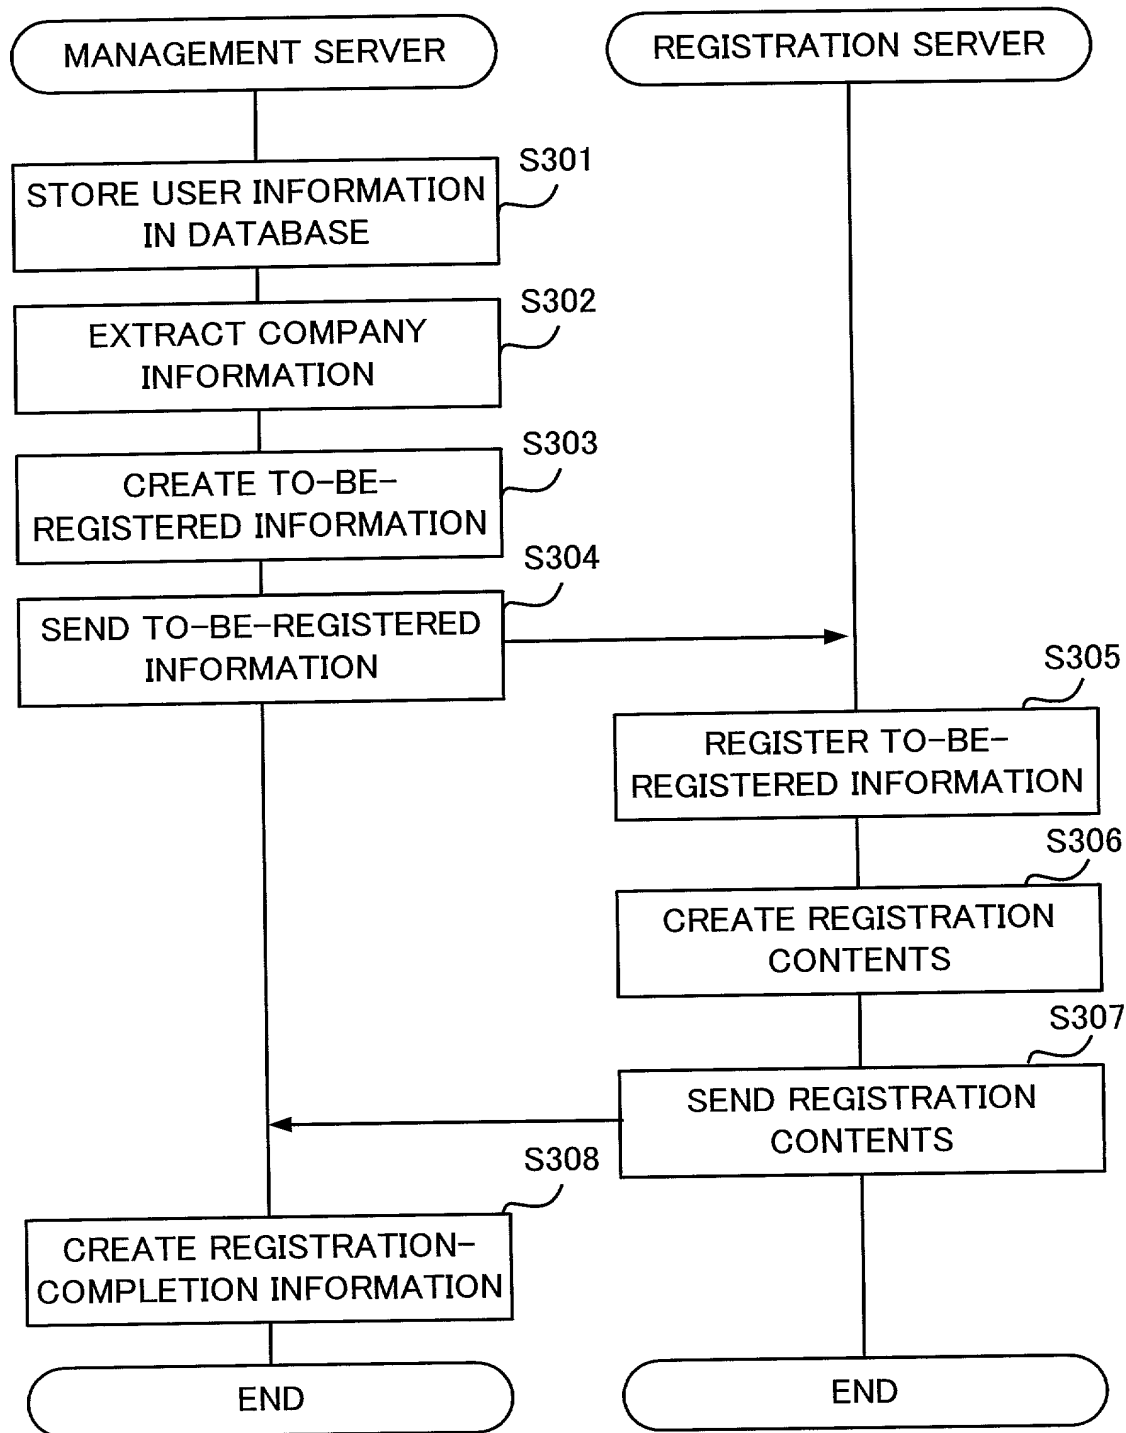 MANAGEMENT SERVER
REGISTRATION SERVER
S301
STORE USER INFORMATION
IN DATABASE
S302
EXTRACT COMPANY
INFORMATION
S303
CREATE TO-BE-
REGISTERED INFORMATION
S304
SEND TO-BE-REGISTERED
INFORMATION
S305
REGISTER TO-BE-
REGISTERED INFORMATION
S306
CREATE REGISTRATION
CONTENTS
S307
SEND REGISTRATION
CONTENTS
S308
CREATE REGISTRATION-
COMPLETION INFORMATION
END
END